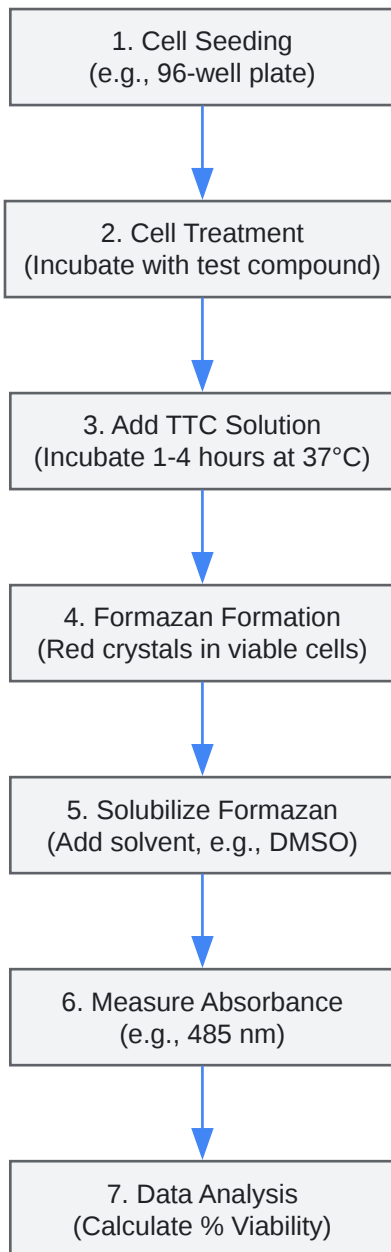 1. Cell Seeding
(e.g., 96-well plate)
2. Cell Treatment
(Incubate with test compound)
3. Add TTC Solution
(Incubate 1-4 hours at 37°C)
4. Formazan Formation
(Red crystals in viable cells)
5. Solubilize Formazan
(Add solvent, e.g., DMSO)
6. Measure Absorbance
(e.g., 485 nm)
7. Data Analysis
(Calculate % Viability)